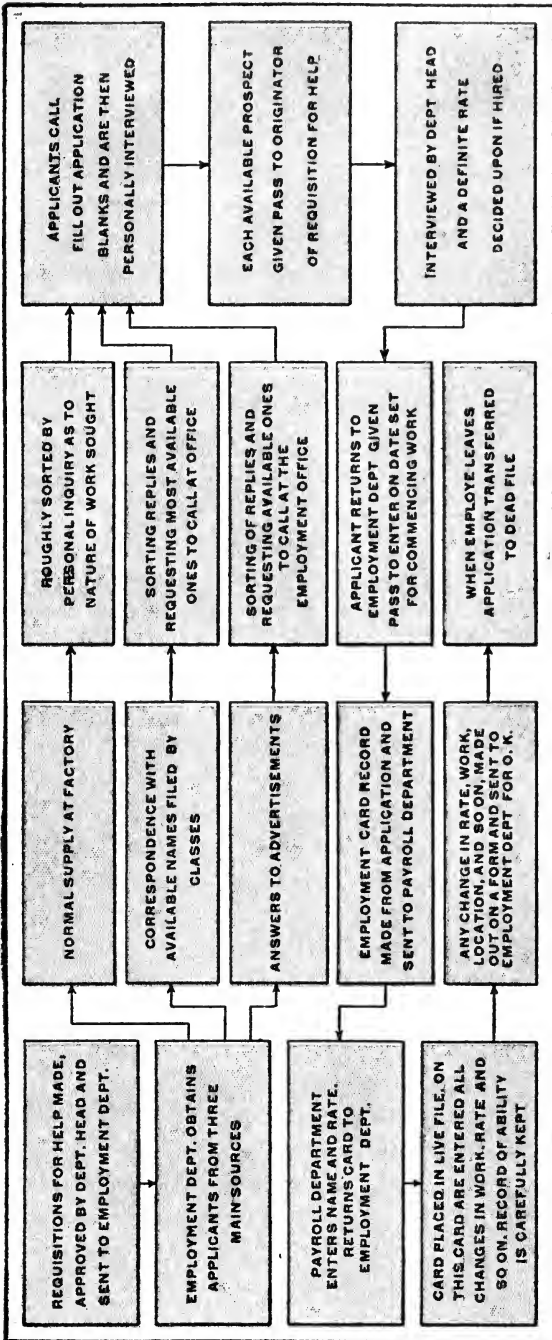 REQUISITIONS FOR HELP MADE,
APPROVED BY DEPT. HEAD AND
SENT TO EMPLOYMENT DEPT.
EMPLOYMENT DEPT. OBTAINS
APPLICANTS FROM THREE
MAIN SOURCES
NORMAL SUPPLY AT FACTORY
CORRESPONDENCE WITH
AVAILABLE NAMES FILED BY
CLASSES
ANSWERS TO ADVERTISEMENTS
ROUGHLY SORTED BY
PERSONAL INQUIRY AS TO
NATURE OF WORK SOUGHT
SORTING REPLIES AND
REQUESTING MOST AVAILABLE
ONES TO CALL AT OFFICE
SORTING OF REPLIES AND
REQUESTING AVAILABLE ONES
TO CALL AT THE
EMPLOYMENT OFFICE
APPLICANTS CALL
FILL OUT APPLICATION
BLANKS AND ARE THEN
PERSONALLY INTERVIEWED
EACH AVAILABLE PROSPECT
GIVEN PASS TO ORIGINATOR
OF REQUISITION FOR HELP
INTERVIEWED BY DEPT HEAD
AND A DEFINITE RATE
DECIDED UPON IF HIRED
APPLICANT RETURNS TO
EMPLOYMENT DEPT GIVEN
PASS TO ENTER ON DATE SET
FOR COMMENCING WORK
EMPLOYMENT CARD RECORD
MADE FROM APPLICATION AND
SENT TO PAYROLL DEPARTMENT
PAYROLL DEPARTMENT
ENTERS NAME AND RATE.
RETURNS CARD TO
EMPLOYMENT DEPT.
CARD PLACED IN LIVE FILE, ON
THIS CARD ARE ENTERED ALL
CHANGES IN WORK, RATE AND
SO ON. RECORD OF ABILITY
IS CAREFULLY KEPT
ANY CHANGE IN RATE, WORK,
LOCATION, AND SO ON, MADE
OUT ON A FORM AND SENT TO
EMPLOYMENT DEPT FOR O. K.
WHEN EMPLOYE LEAVES
APPLICATION TRANSFERRED
TO DEAD FILE